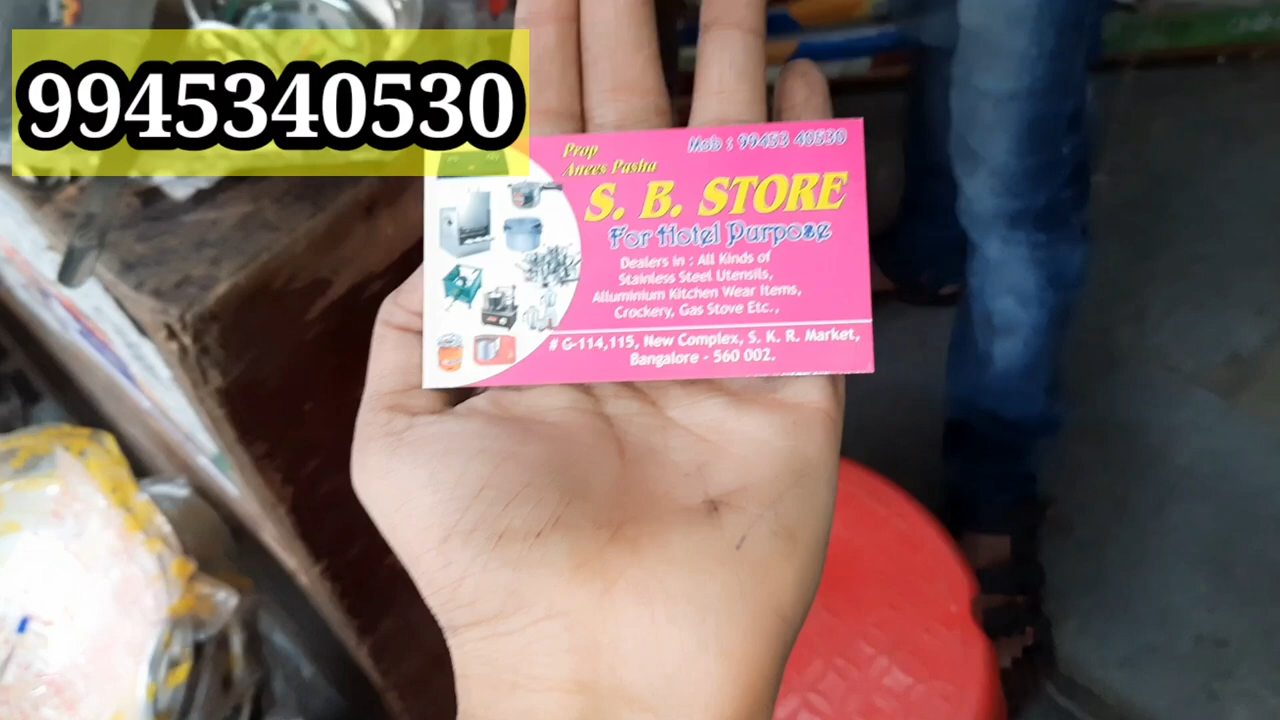 9945340530
Prop
Anees Pasha
Mob : 99453 40530
S. B. STORE
For Hotel Purpose
Dealers in : All Kinds of
Stainless Steel Utensils,
Alluminium Kitchen Wear Items,
Crockery, Gas Stove Etc.,
# G-114,115, New Complex, S. K. R. Market,
Bangalore - 560 002.